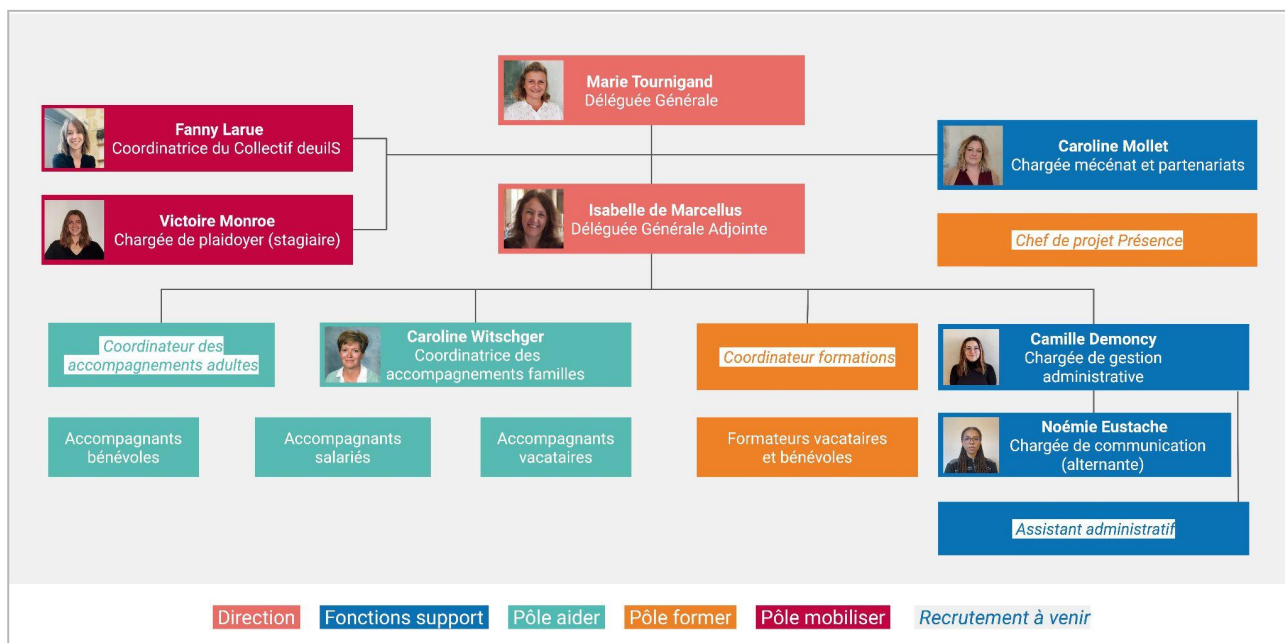 Marie Tournigand
Déléguée Générale
Fanny Larue
Coordinatrice du Collectif deuilS
Caroline Mollet
Chargée mécénat et partenariats
Victoire Monroe
Chargée de plaidoyer (stagiaire)
Isabelle de Marcellus
Déléguée Générale Adjointe
Chef de projet Présence
Coordinateur des
accompagnements adultes
Caroline Witschger
Coordinatrice des
accompagnements familles
Coordinateur formations
Camille Demoncy
Chargée de gestion
administrative
Accompagnants
bénévoles
Accompagnants
salariés
Accompagnants
vacataires
Formateurs vacataires
et bénévoles
Noémie Eustache
Chargée de communication
(alternante)
Assistant administratif
Direction
Fonctions support
Pôle aider
Pôle former
Pôle mobiliser
Recrutement à venir